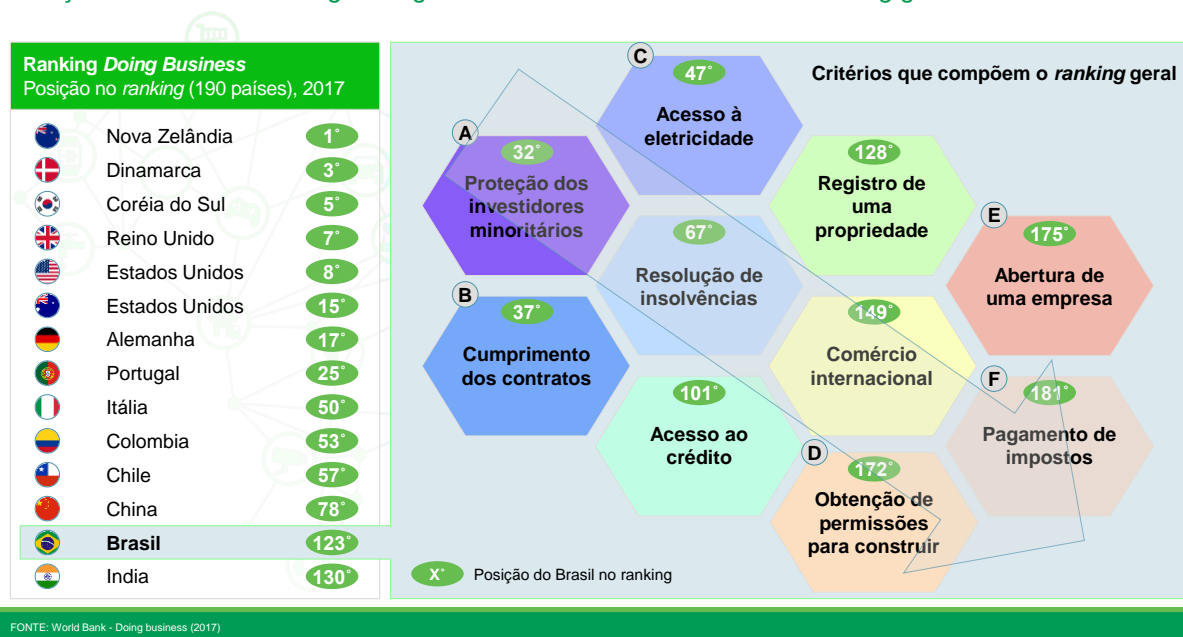 Ranking Doing Business
Posição no ranking (190 países), 2017
Nova Zelândia 1°
Dinamarca 3°
Coréia do Sul 5°
Reino Unido 7°
Estados Unidos 8°
Estados Unidos 15°
Alemanha 17°
Portugal 25°
Itália 50°
Colombia 53°
Chile 57°
China 78°
Brasil 123°
India 130°
Critérios que compõem o ranking geral
A
32°
Proteção dos
investidores
minoritários
B
37°
Cumprimento
dos contratos
C
47°
Acesso à
eletricidade
67°
Resolução de
insolvências
101°
Acesso ao
crédito
128°
Registro de
uma
propriedade
149°
Comércio
internacional
D
172°
Obtenção de
permissões
para construir
E
175°
Abertura de
uma empresa
F
181°
Pagamento de
impostos
X° Posição do Brasil no ranking
FONTE: World Bank - Doing business (2017)